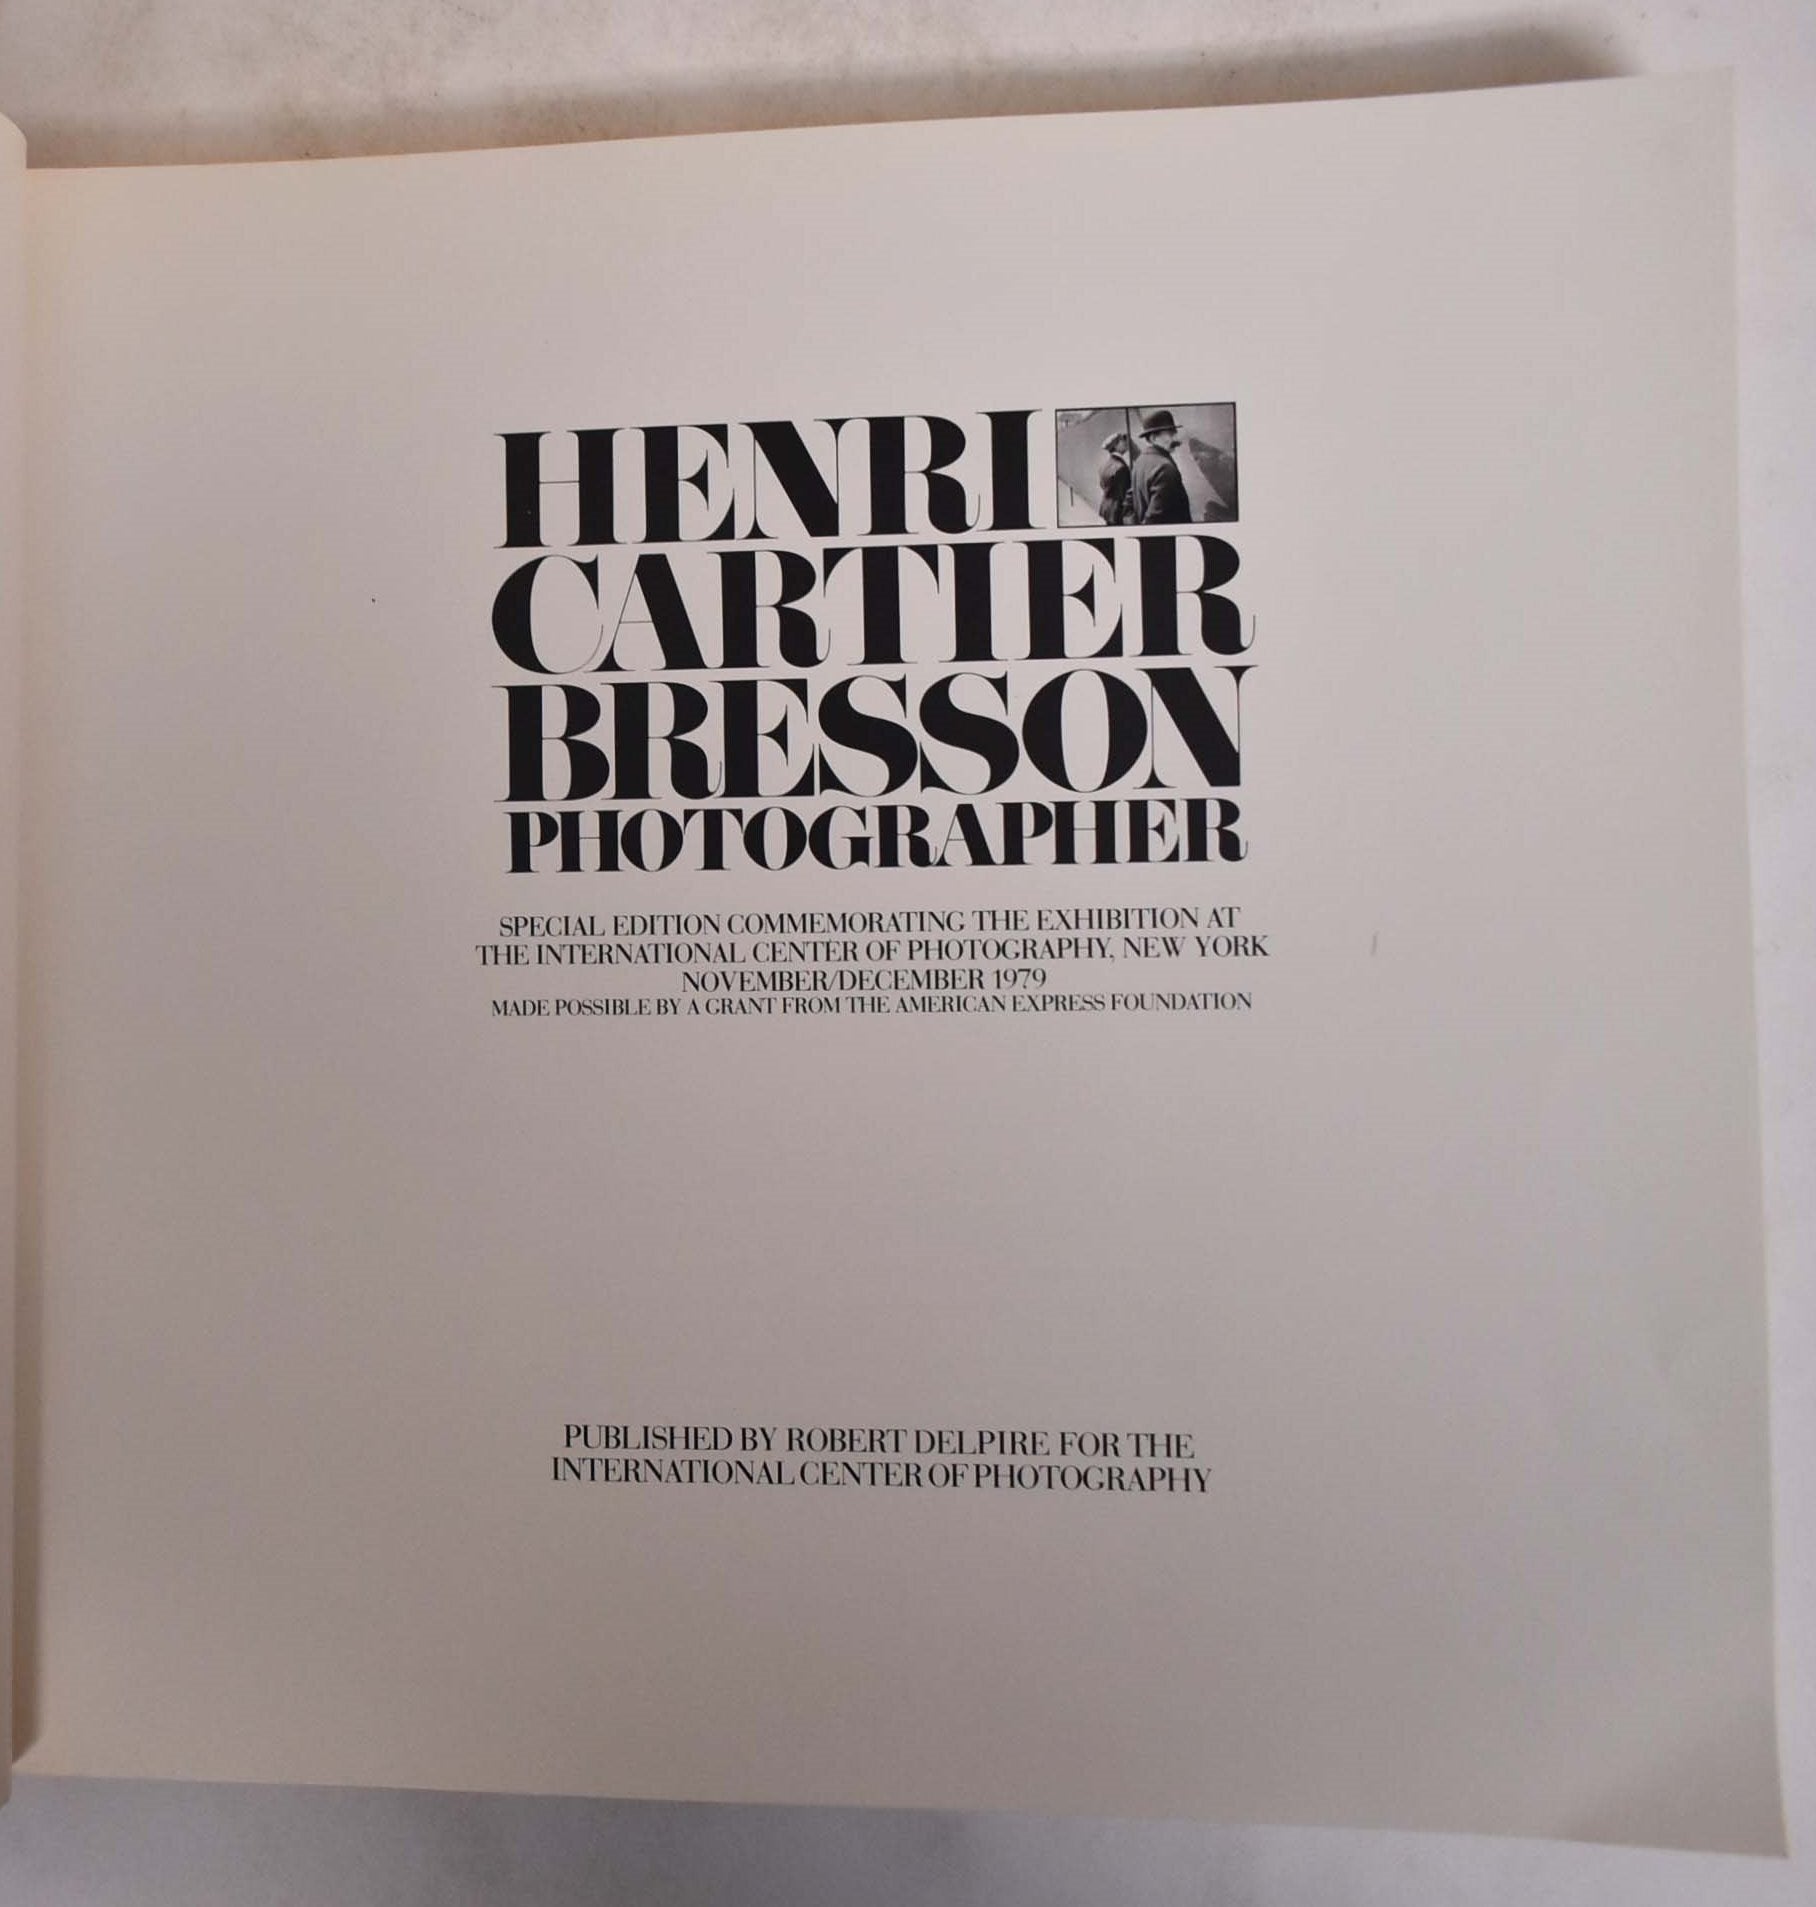 HENRI
CARTIER
BRESSON
PHOTOGRAPHER
SPECIAL EDITION COMMEMORATING THE EXHIBITION AT
THE INTERNATIONAL CENTER OF PHOTOGRAPHY, NEW YORK
NOVEMBER/DECEMBER 1979
MADE POSSIBLE BY A GRANT FROM THE AMERICAN EXPRESS FOUNDATION
PUBLISHED BY ROBERT DELPIRE FOR THE
INTERNATIONAL CENTER OF PHOTOGRAPHY